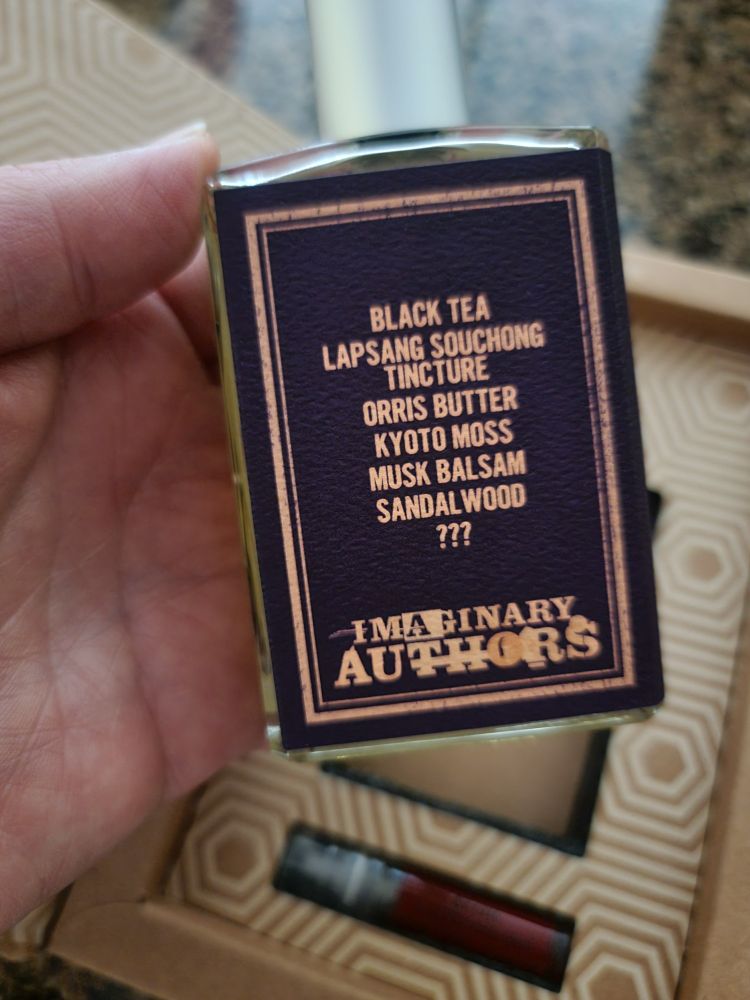 BLACK TEA
LAPSANG SOUCHONG
TINCTURE
ORRIS BUTTER
KYOTO MOSS
MUSK BALSAM
SANDALWOOD
???
IMAGINARY
AUTHORS